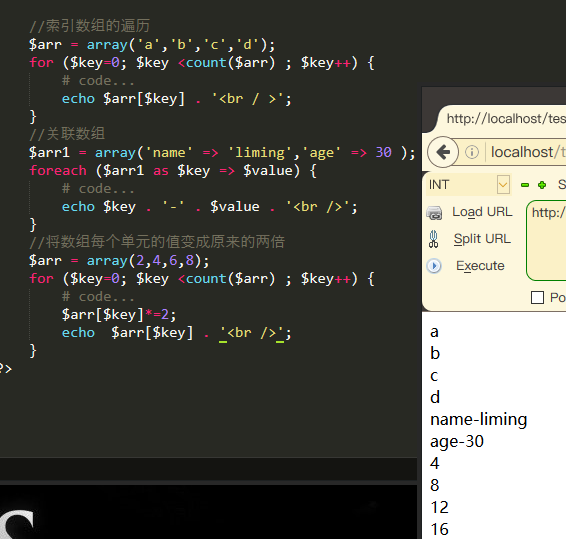 //索引数组的遍历
$arr = array('a','b','c','d');
for ($key=0; $key <count($arr) ; $key++) {
# code...
echo $arr[$key] . '<br / >';
}
//关联数组
$arr1 = array('name' => 'liming','age' => 30 );
foreach ($arr1 as $key => $value) {
# code...
echo $key . '-' . $value . '<br />';
}
//将数组每个单元的值变成原来的两倍
$arr = array(2,4,6,8);
for ($key=0; $key <count($arr) ; $key++) {
# code...
$arr[$key]*=2;
echo  $arr[$key] . '<br />';
}
?>
http://localhost/tes
localhost/t
INT
S
Load URL
http:/
Split URL
Execute
Po
a
b
c
d
name-liming
age-30
4
8
12
16